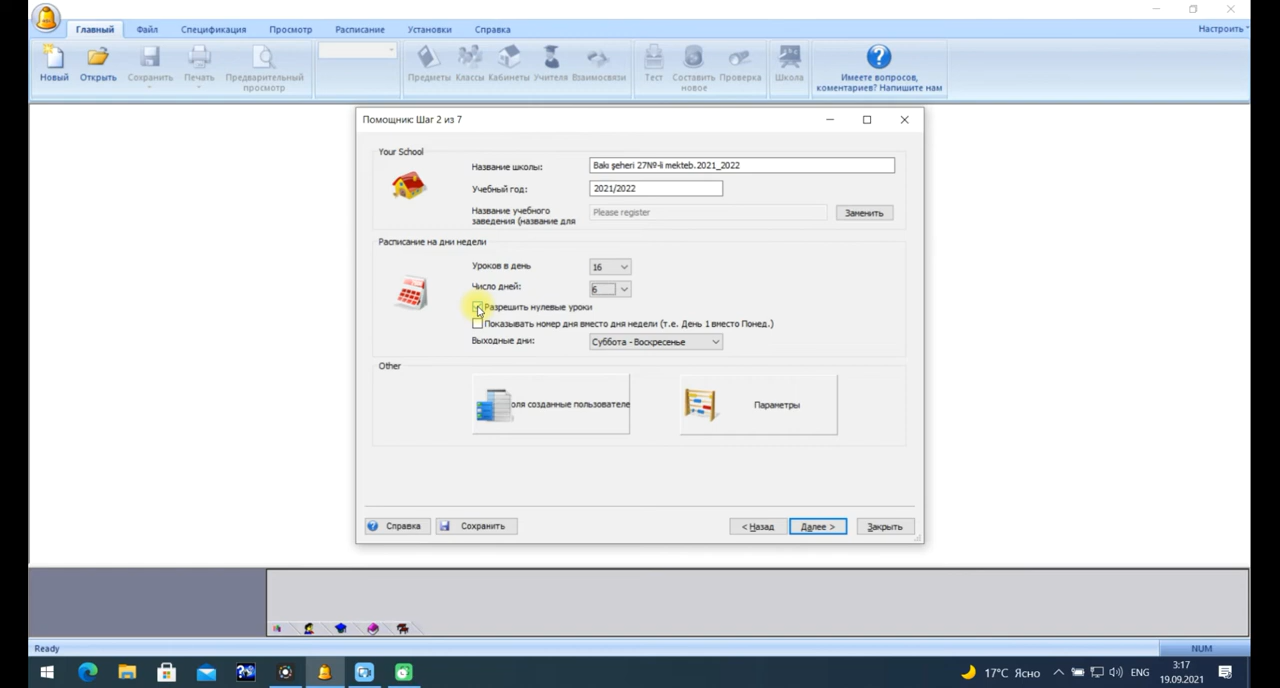 Главный Файл Спецификация Просмотр Расписание Установки Справка Настроить
Новый Открыть Сохранить Печать Предварительный просмотр Предметы Классы Кабинеты Учителя Взаимосвязи Тест Составить новое Проверка Школа Имеете вопросов, коментариев? Напишите нам
Помощник: Шаг 2 из 7
Your School
Название школы: Bakı şeheri 27№-li mekteb.2021_2022
Учебный год: 2021/2022
Название учебного
заведения (название для
Please register Заменить
Расписание на дни недели
Уроков в день 16
Число дней: 6
Разрешить нулевые уроки
Показывать номер дня вместо дня недели (т.е. День 1 вместо Понед.)
Выходные дни: Суббота - Воскресенье
Other
оля созданные пользователе Параметры
Справка Сохранить < Назад Далее > Закрыть
Ready NUM
17°C Ясно ENG 3:17
19.09.2021